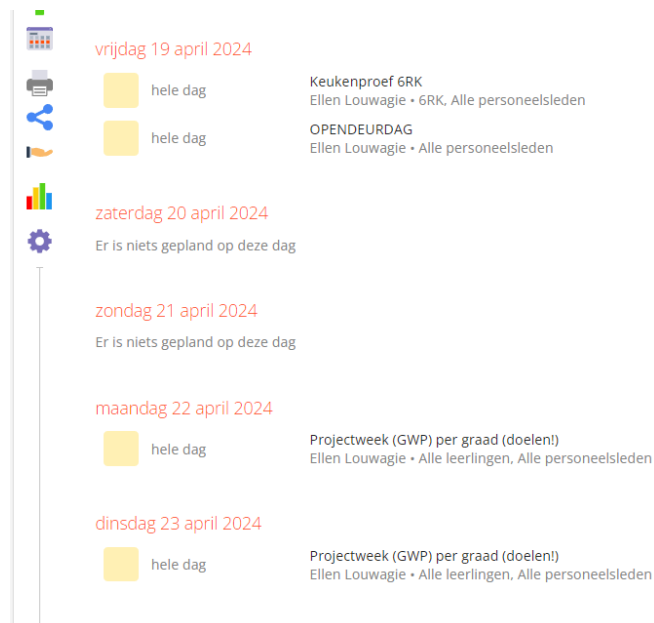 vrijdag 19 april 2024
hele dag
Keukenproef 6RK
Ellen Louwagie • 6RK, Alle personeelsleden
hele dag
OPENDEURDAG
Ellen Louwagie • Alle personeelsleden
zaterdag 20 april 2024
Er is niets gepland op deze dag
zondag 21 april 2024
Er is niets gepland op deze dag
maandag 22 april 2024
hele dag
Projectweek (GWP) per graad (doelen!)
Ellen Louwagie • Alle leerlingen, Alle personeelsleden
dinsdag 23 april 2024
hele dag
Projectweek (GWP) per graad (doelen!)
Ellen Louwagie • Alle leerlingen, Alle personeelsleden